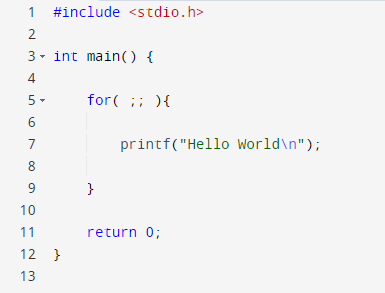 1 #include <stdio.h>
2
3 int main() {
4
5 for( ;; ){
6
7 printf("Hello World\n");
8
9 }
10
11 return 0;
12 }
13